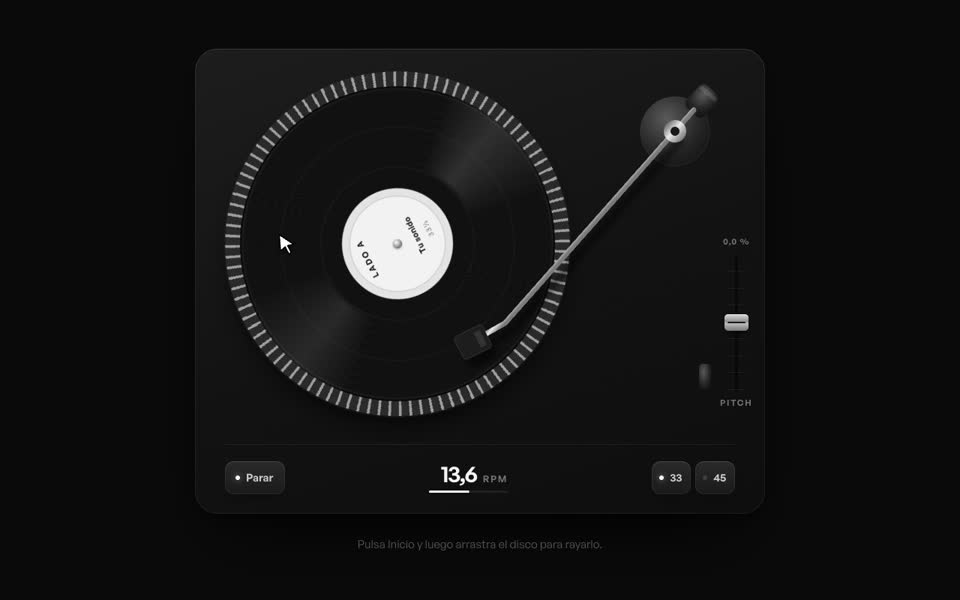 LADO A
Tu sonido
33⅓
0,0 %
PITCH
Parar
13,6 RPM
33
45
Pulsa Inicio y luego arrastra el disco para rayarlo.